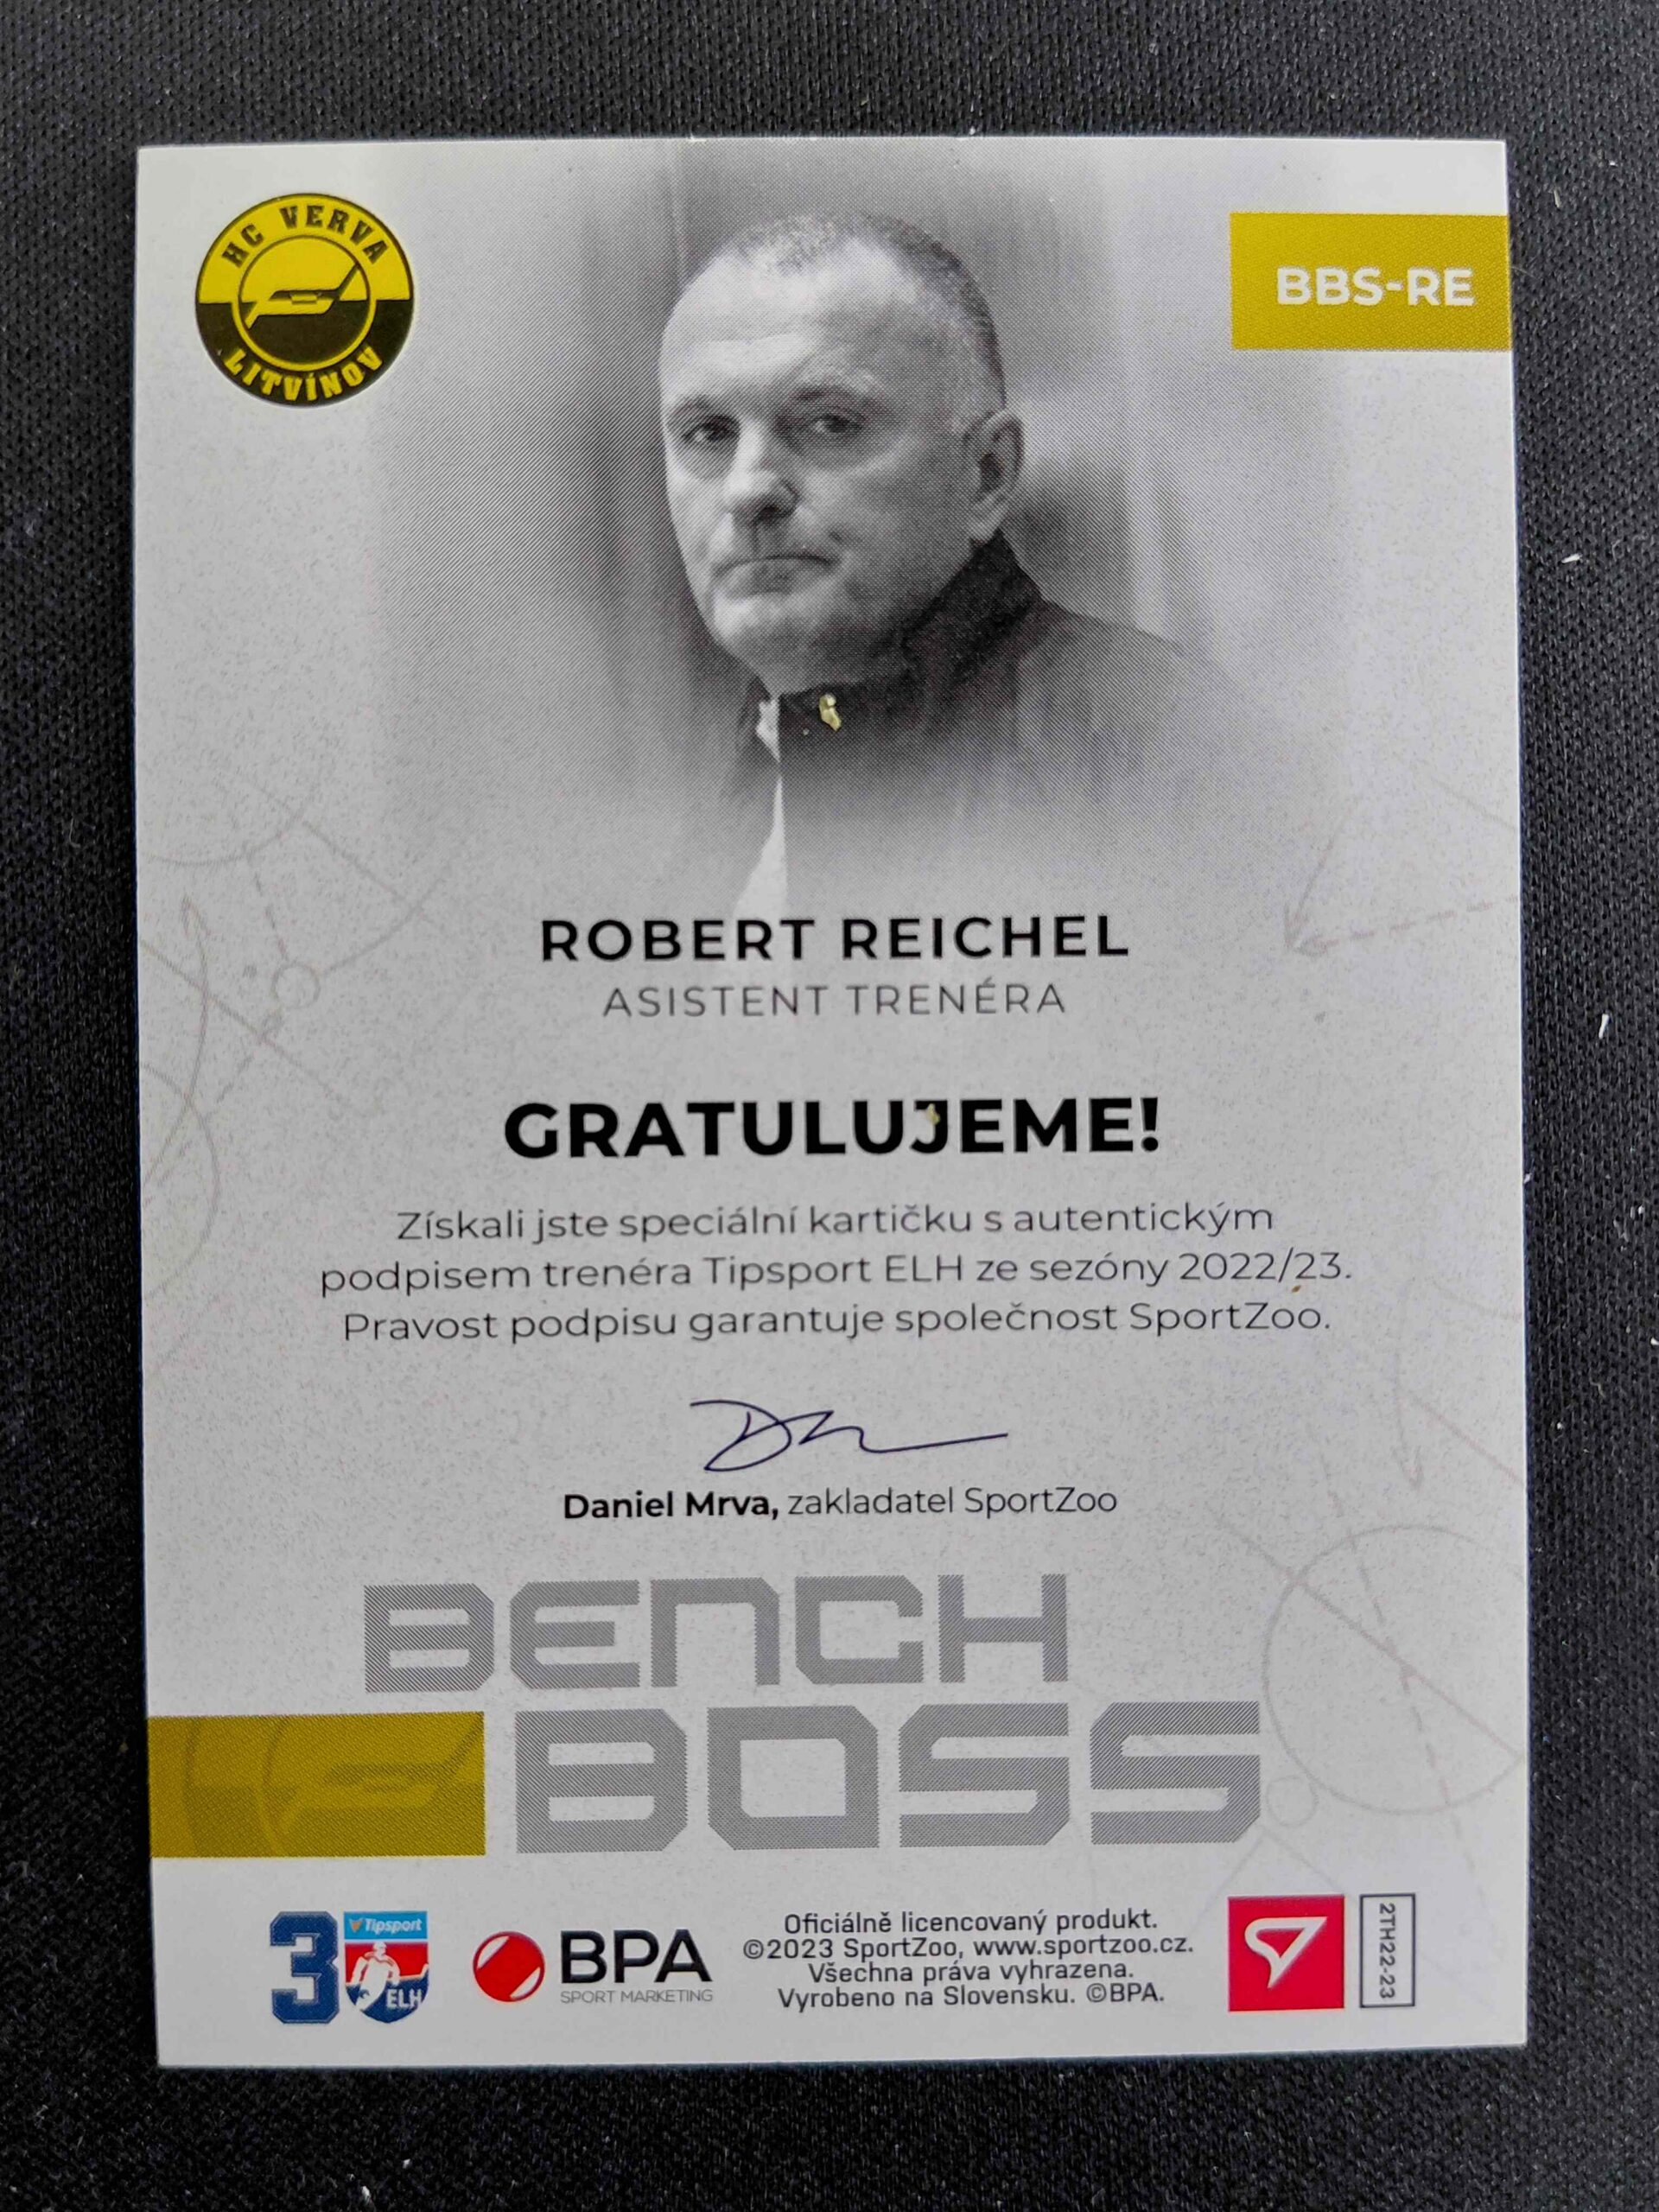 HC VERVA
LITVÍNOV
BBS-RE
ROBERT REICHEL
ASISTENT TRENÉRA
GRATULUJEME!
Získali jste speciální kartičku s autentickým
podpisem trenéra Tipsport ELH ze sezóny 2022/23.
Pravost podpisu garantuje společnost SportZoo.
Daniel Mrva, zakladatel SportZoo
BENCH
BOSS
3
Tipsport
ELH
BPA
SPORT MARKETING
Oficiálně licencovaný produkt.
©2023 SportZoo, www.sportzoo.cz.
Všechna práva vyhrazena.
Vyrobeno na Slovensku. ©BPA.
2TH22-23